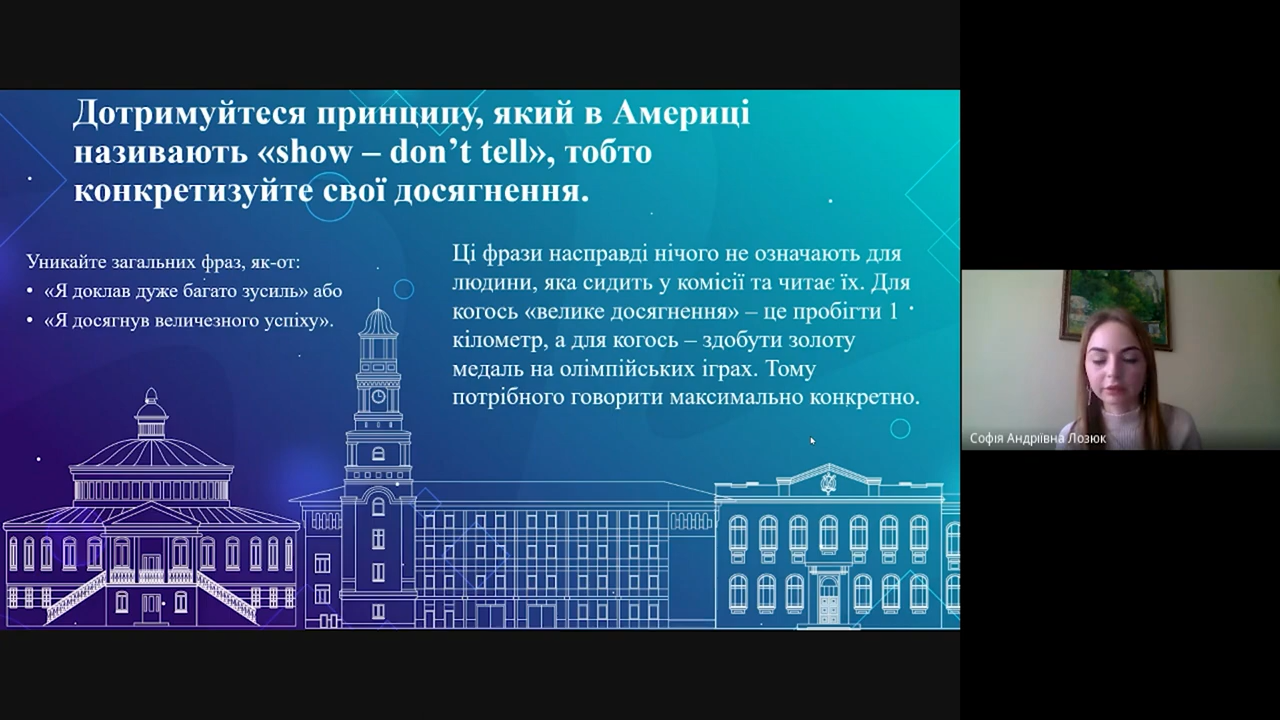 Дотримуйтеся принципу, який в Америці
називають «show – don’t tell», тобто
конкретизуйте свої досягнення.
Уникайте загальних фраз, як-от:
• «Я доклав дуже багато зусиль» або
• «Я досягнув величезного успіху».
Ці фрази насправді нічого не означають для
людини, яка сидить у комісії та читає їх. Для
когось «велике досягнення» – це пробігти 1
кілометр, а для когось – здобути золоту
медаль на олімпійських іграх. Тому
потрібного говорити максимально конкретно.
Софія Андріївна Лозюк